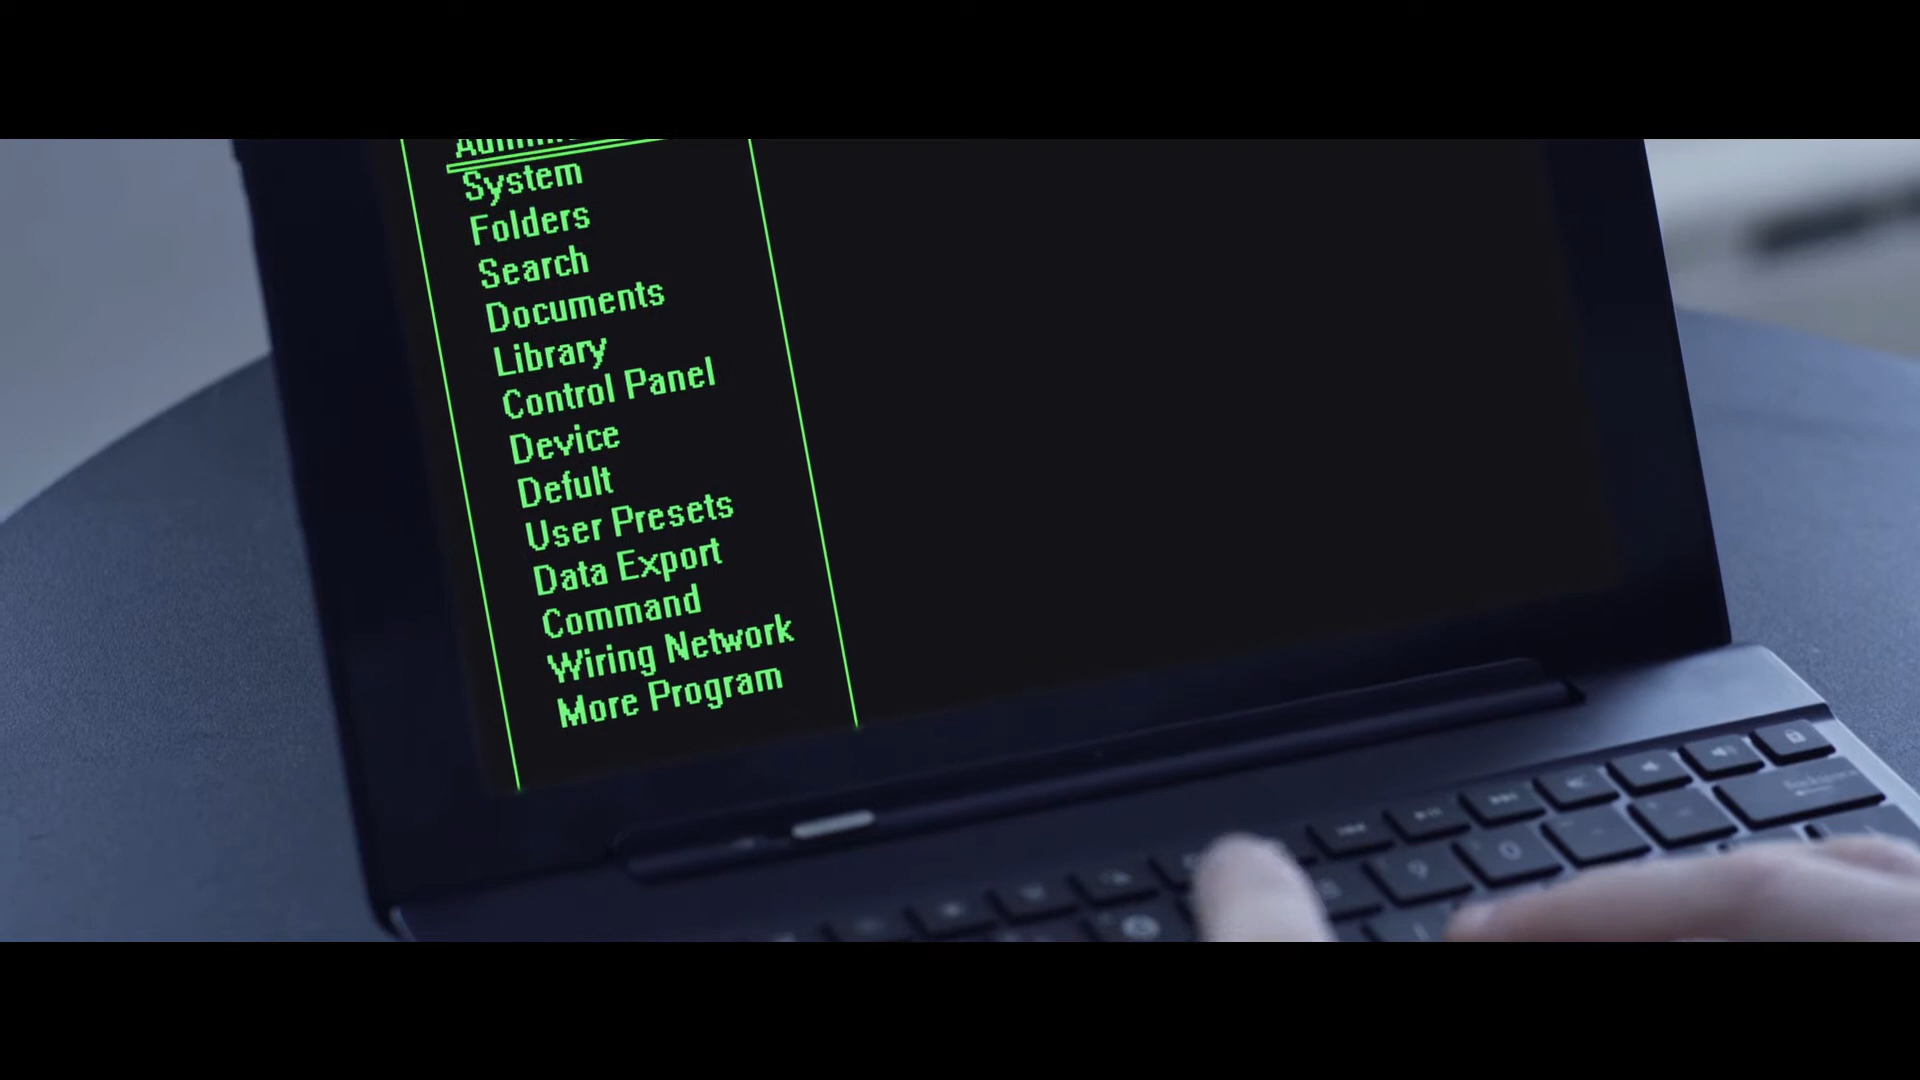 System
Folders
Search
Documents
Library
Control Panel
Device
Defult
User Presets
Data Export
Command
Wiring Network
More Program